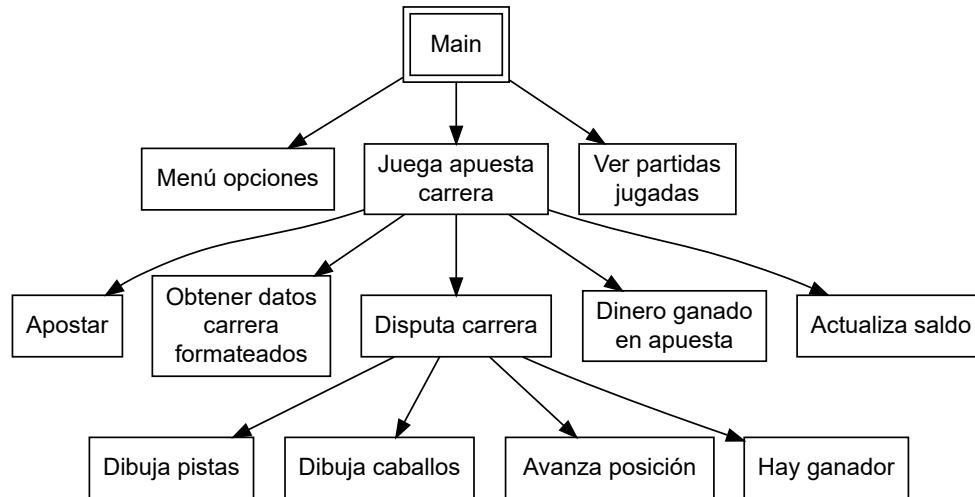 Main
Menú opciones
Juega apuesta
carrera
Ver partidas
jugadas
Apostar
Obtener datos
carrera
formateados
Disputa carrera
Dinero ganado
en apuesta
Actualiza saldo
Dibuja pistas
Dibuja caballos
Avanza posición
Hay ganador